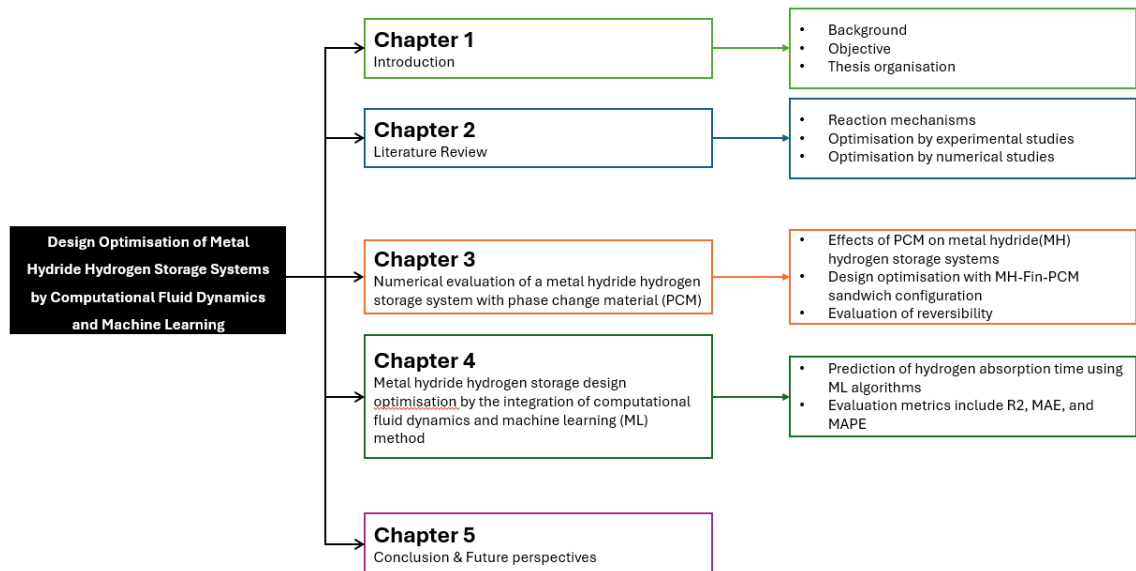 Design Optimisation of Metal
Hydride Hydrogen Storage Systems
by Computational Fluid Dynamics
and Machine Learning
Chapter 1
Introduction
• Background
• Objective
• Thesis organisation
Chapter 2
Literature Review
• Reaction mechanisms
• Optimisation by experimental studies
• Optimisation by numerical studies
Chapter 3
Numerical evaluation of a metal hydride hydrogen
storage system with phase change material (PCM)
• Effects of PCM on metal hydride(MH)
hydrogen storage systems
• Design optimisation with MH-Fin-PCM
sandwich configuration
• Evaluation of reversibility
Chapter 4
Metal hydride hydrogen storage design
optimisation by the integration of computational
fluid dynamics and machine learning (ML)
method
• Prediction of hydrogen absorption time using
ML algorithms
• Evaluation metrics include R2, MAE, and
MAPE
Chapter 5
Conclusion & Future perspectives